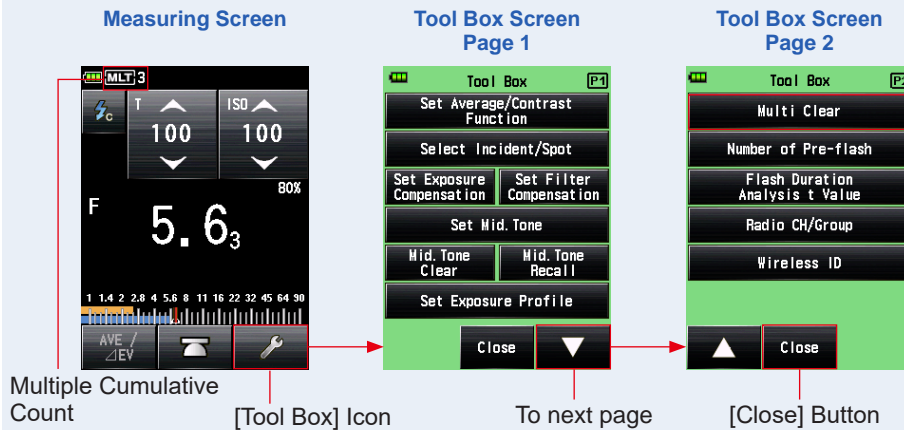 Measuring Screen
Tool Box Screen
Page 1
Tool Box Screen
Page 2
MLT 3
C
T
100
ISO
100
80%
F
5.6₃
1 1.4 2 2.8 4 5.6 8 11 16 22 32 45 64 90
AVE /
⊿EV
Multiple Cumulative
Count
[Tool Box] Icon
Tool Box P1
Set Average/Contrast
Function
Select Incident/Spot
Set Exposure
Compensation
Set Filter
Compensation
Set Mid. Tone
Mid. Tone
Clear
Mid. Tone
Recall
Set Exposure Profile
Close
To next page
Tool Box
Multi Clear
Number of Pre-flash
Flash Duration
Analysis t Value
Radio CH/Group
Wireless ID
Close
[Close] Button